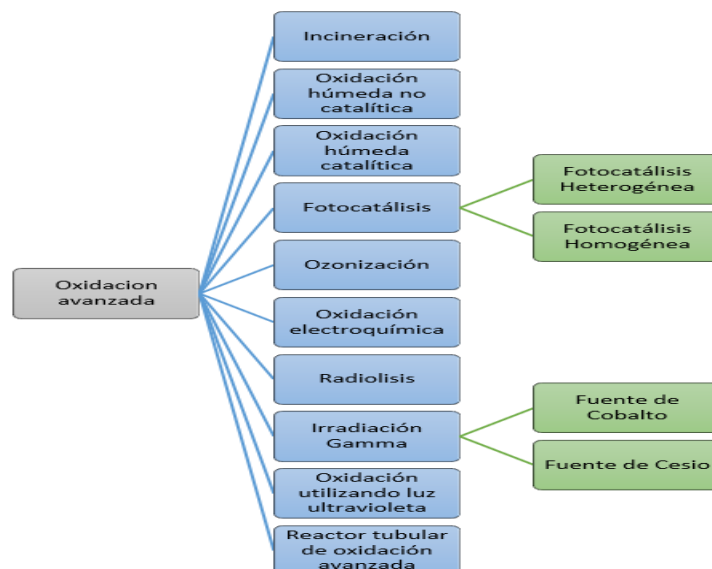 Incineración
Oxidación
húmeda no
catalítica
Oxidación
húmeda
catalítica
Fotocatálisis
Fotocatálisis
Heterogénea
Fotocatálisis
Homogénea
Ozonización
Oxidacion
avanzada
Oxidación
electroquímica
Radiolisis
Irradiación
Gamma
Fuente de
Cobalto
Fuente de Cesio
Oxidación
utilizando luz
ultravioleta
Reactor tubular
de oxidación
avanzada